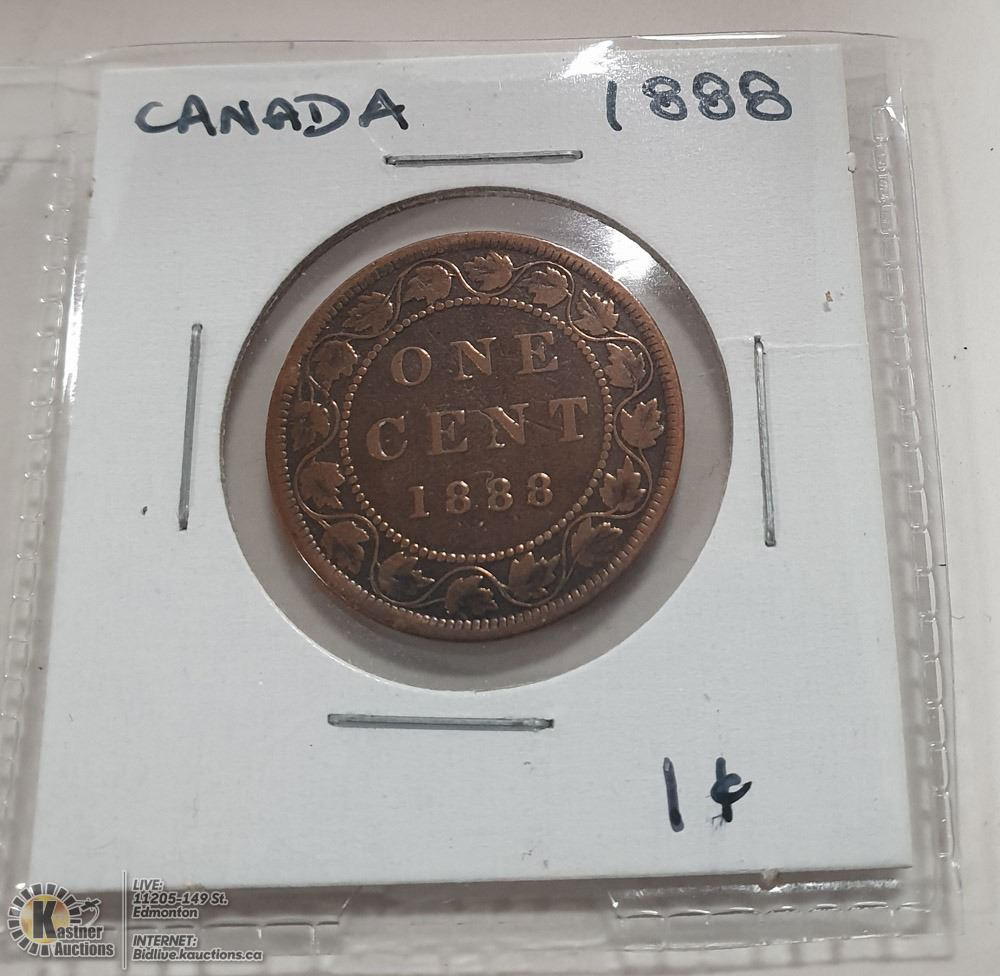 CANADA 1888
ONE
CENT
1888
1¢
Kastner
Auctions
LIVE:
11205-149 St.
Edmonton
INTERNET:
Bidlive.kauctions.ca